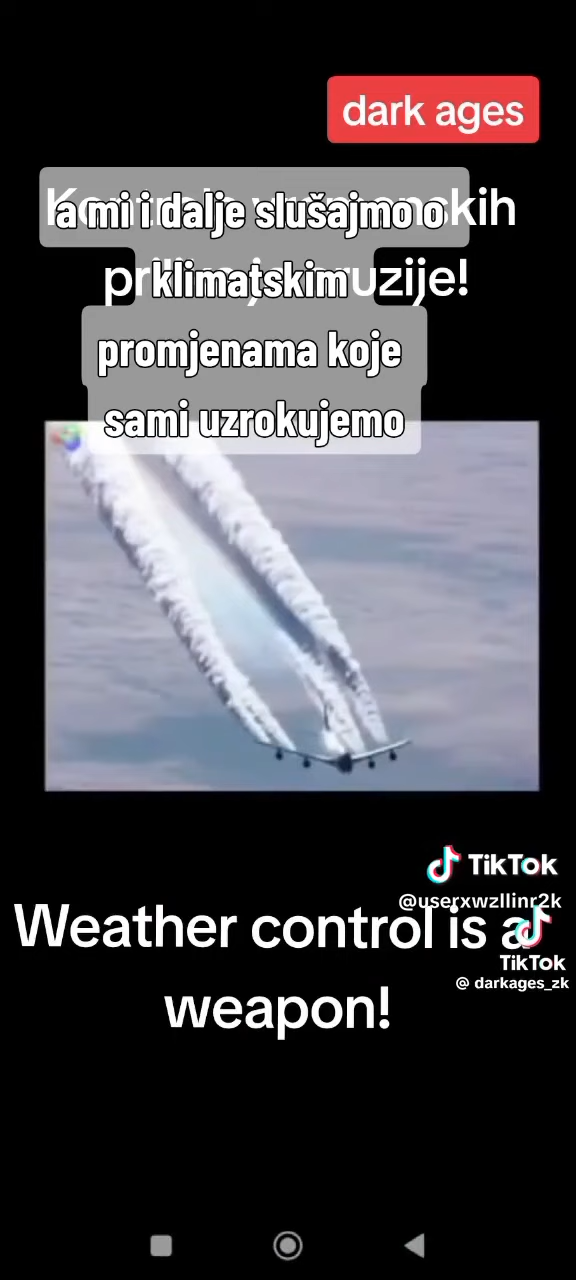 dark ages
a mi i dalje slušajmo o
klimatskim
promjenama koje
sami uzrokujemo
TikTok
@userxwzllinr2k
Weather control is a
TikTok
@ darkages_zk
weapon!